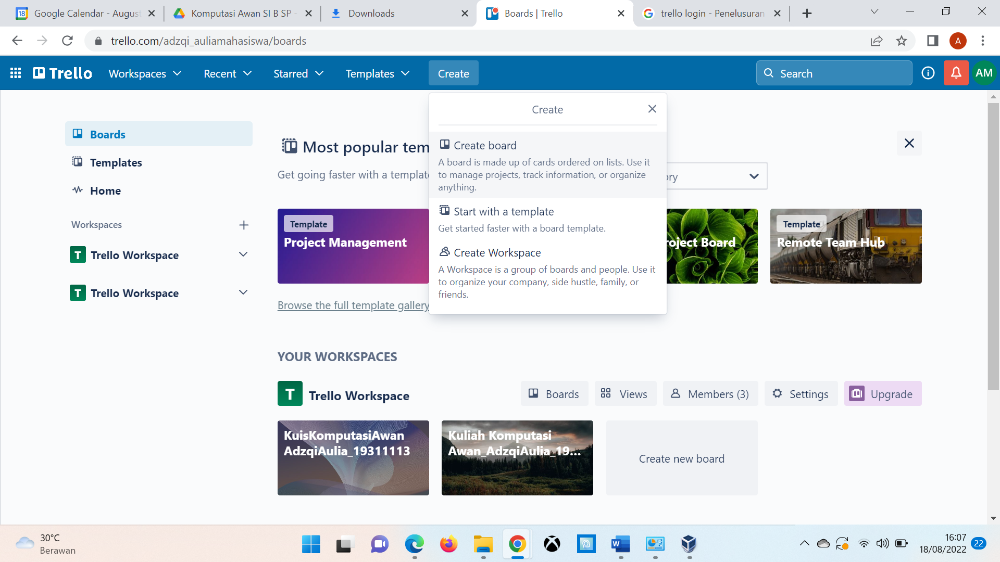 18 Google Calendar - August
Komputasi Awan SI B SP -
Downloads
Boards | Trello
trello login - Penelusuran
trello.com/adzqi_auliamahasiswa/boards
A
Trello
Workspaces
Recent
Starred
Templates
Create
Search
AM
Boards
Templates
Home
Workspaces
T Trello Workspace
T Trello Workspace
Create
Create board
A board is made up of cards ordered on lists. Use it
to manage projects, track information, or organize
anything.
Start with a template
Get started faster with a board template.
Create Workspace
A Workspace is a group of boards and people. Use it
to organize your company, side hustle, family, or
friends.
Most popular tem
Get going faster with a template
ory
Template
Project Management
roject Board
Template
Remote Team Hub
Browse the full template gallery
YOUR WORKSPACES
T Trello Workspace
Boards
Views
Members (3)
Settings
Upgrade
KuisKomputasiAwan_
AdzqiAulia_19311113
Kuliah Komputasi
Awan_AdzqiAulia_19...
Create new board
30°C
Berawan
W
16:07
18/08/2022
22